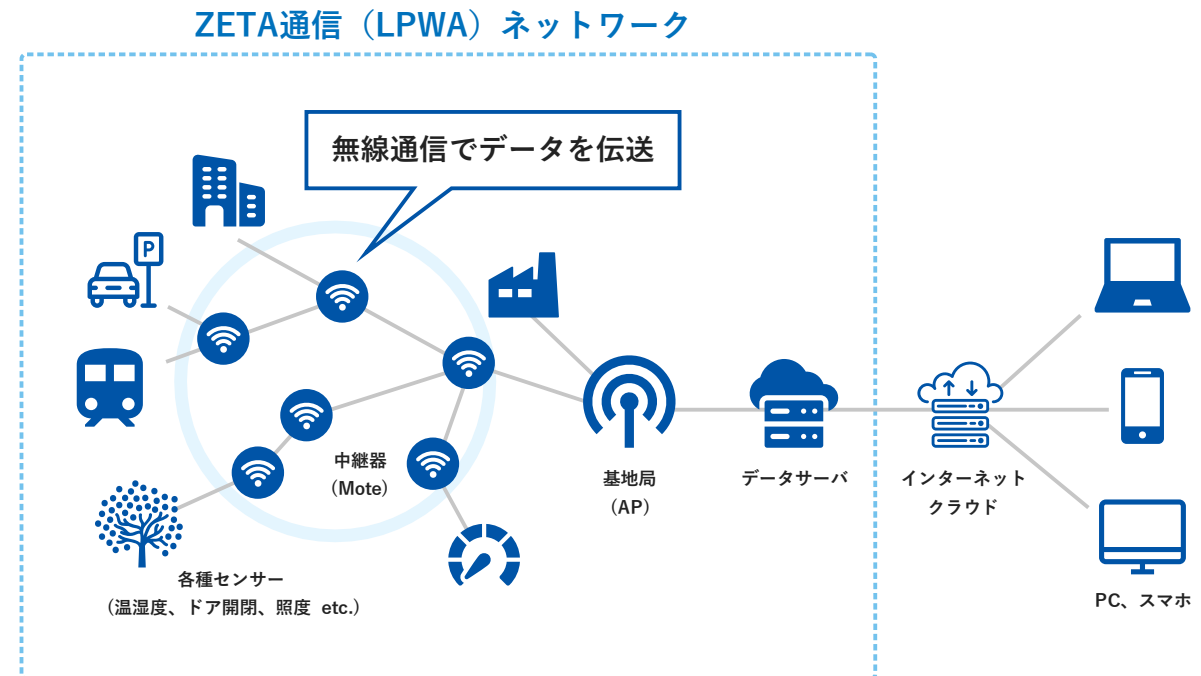 ZETA通信（LPWA）ネットワーク
無線通信でデータを伝送
P
中継器
（Mote）
基地局
（AP）
データサーバ
インターネット
クラウド
各種センサー
（温湿度、ドア開閉、照度 etc.）
PC、スマホ